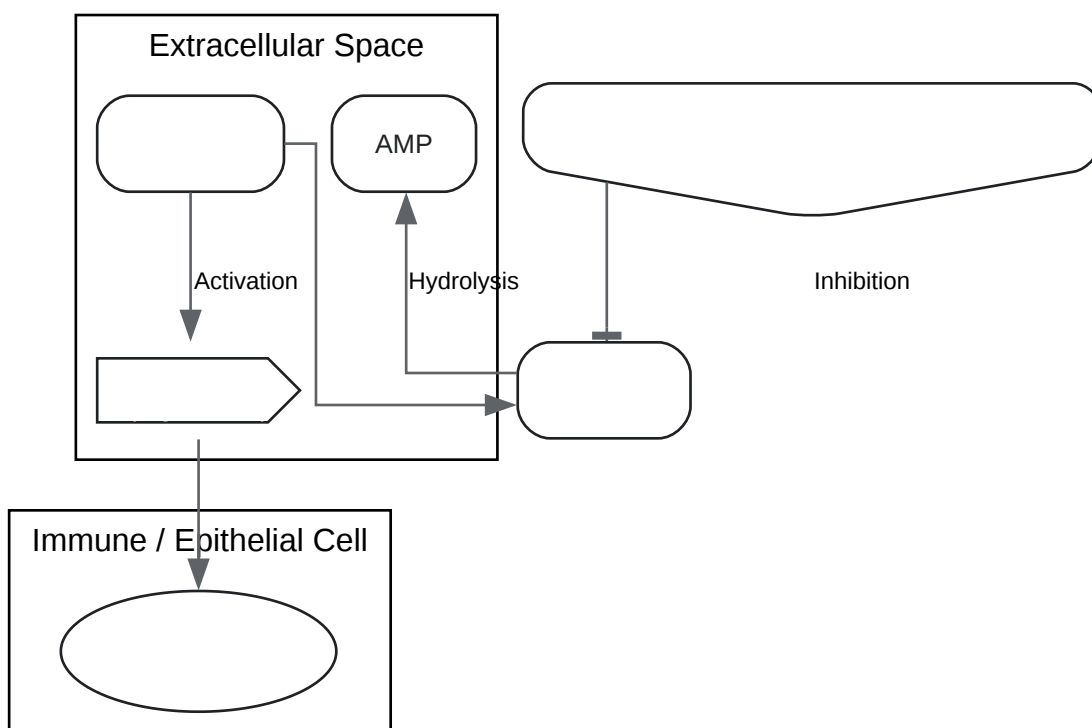 Extracellular Space
AMP
Activation
Hydrolysis
Inhibition
Immune / Epithelial Cell